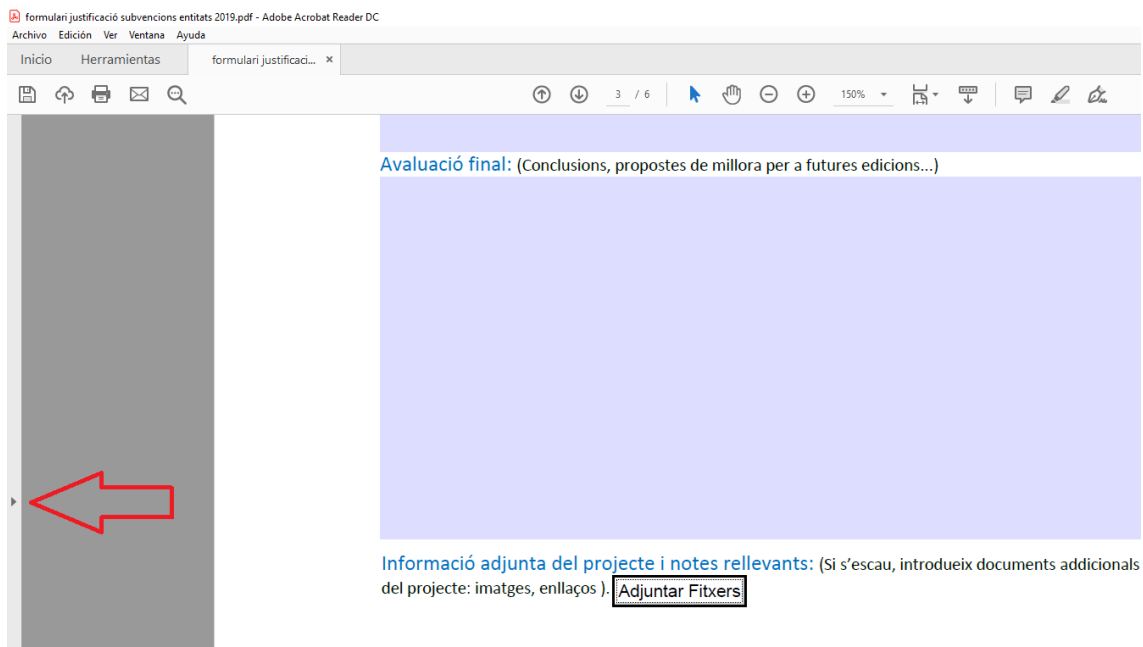 formulari justificació subvencions entitats 2019.pdf - Adobe Acrobat Reader DC
Archivo Edición Ver Ventana Ayuda
Inicio Herramientas formulari justificaci... ×
3 / 6 150%
Avaluació final: (Conclusions, propostes de millora per a futures edicions...)
Informació adjunta del projecte i notes rellevants: (Si s’escau, introdueix documents addicionals
del projecte: imatges, enllaços ). Adjuntar Fitxers